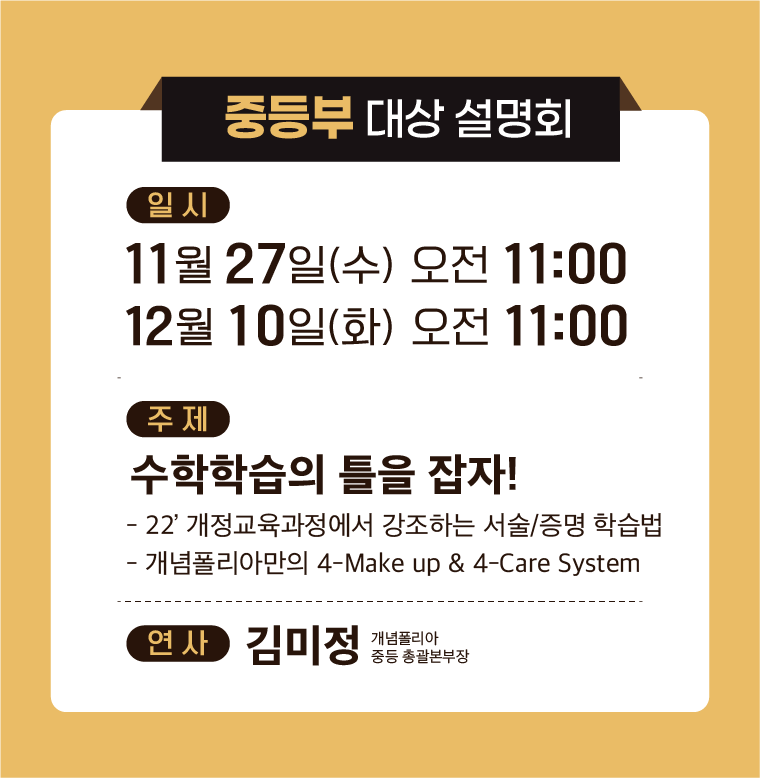 중등부 대상 설명회
일 시
11월 27일(수) 오전 11:00
12월 10일(화) 오전 11:00
주 제
수학학습의 틀을 잡자!
- 22’ 개정교육과정에서 강조하는 서술/증명 학습법
- 개념폴리아만의 4-Make up & 4-Care System
연 사
김미정
개념폴리아
중등 총괄본부장